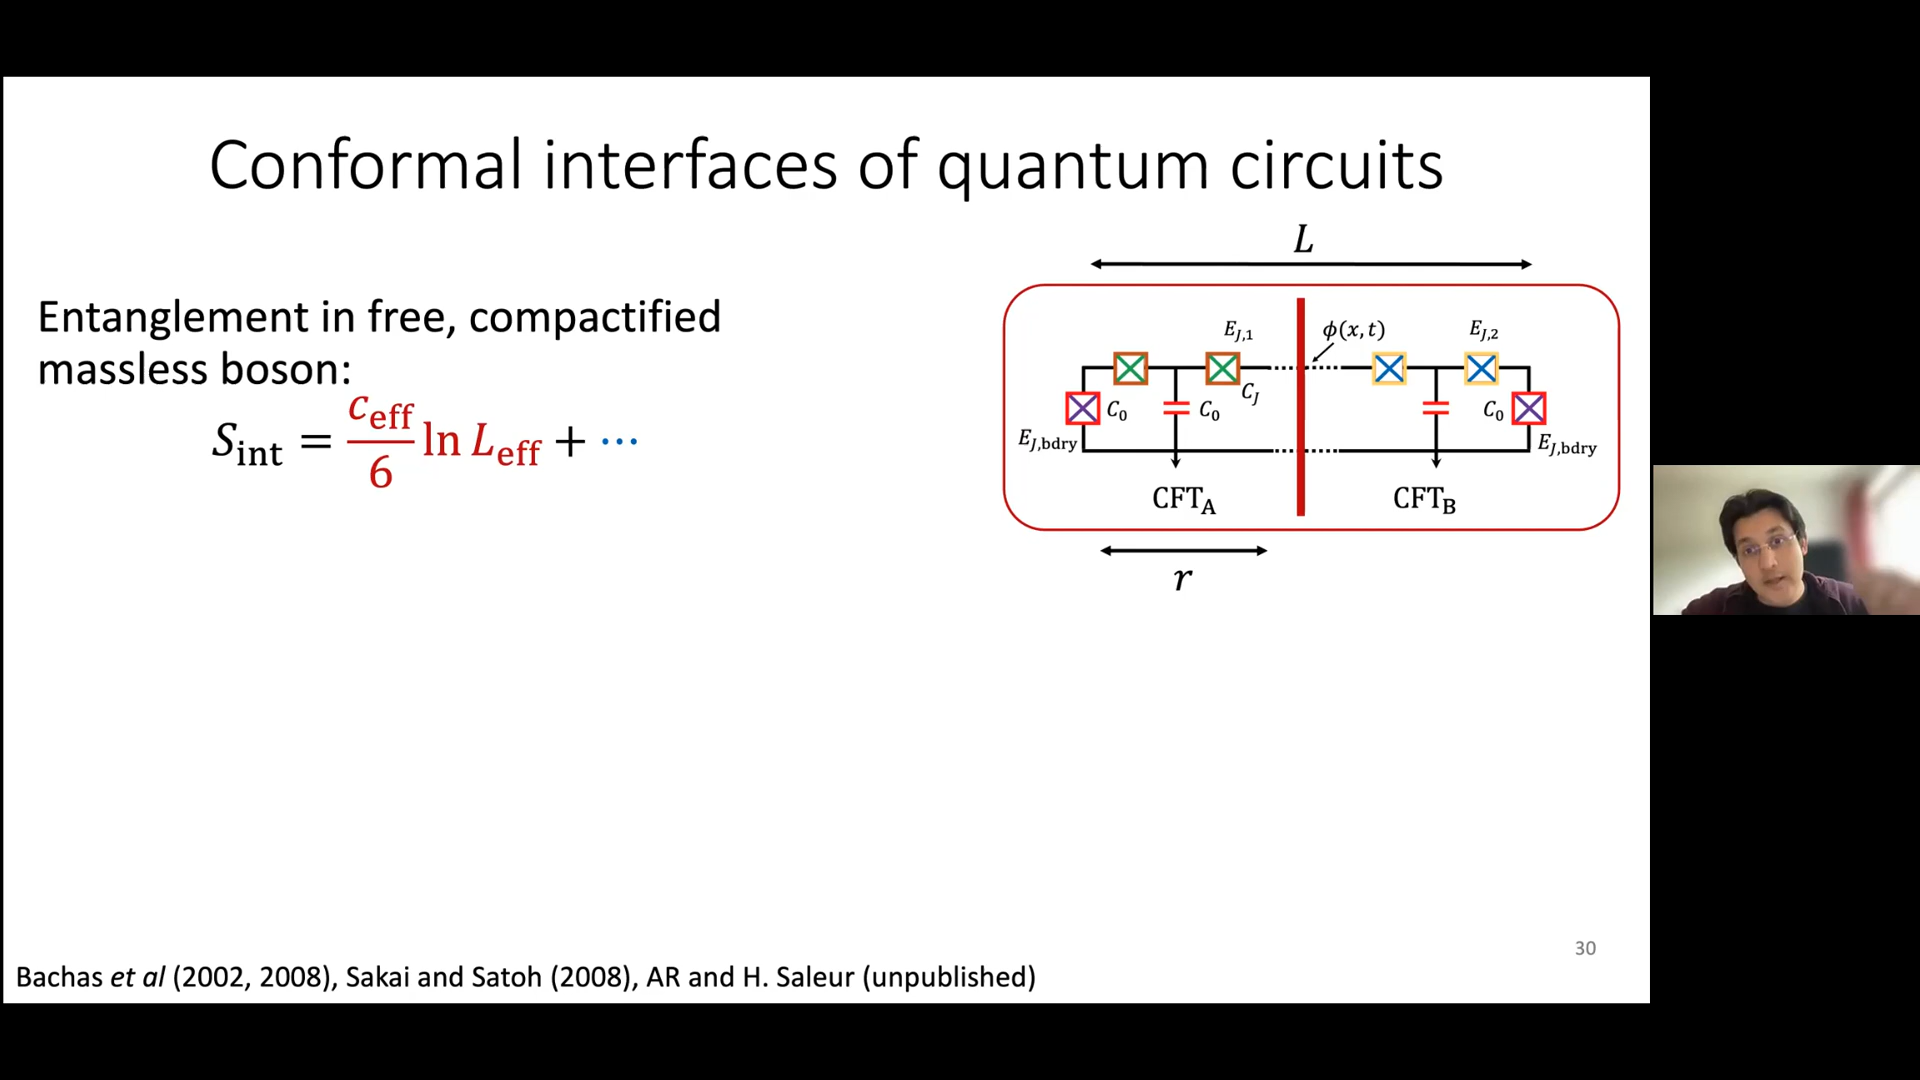 Conformal interfaces of quantum circuits
L
Entanglement in free, compactified
massless boson:
S_int = c_eff/6 ln L_eff + ⋯
E_J,1 ϕ(x,t) E_J,2
C_J
C_0 C_0 C_0
E_J,bdry E_J,bdry
CFT_A CFT_B
r
30
Bachas et al (2002, 2008), Sakai and Satoh (2008), AR and H. Saleur (unpublished)